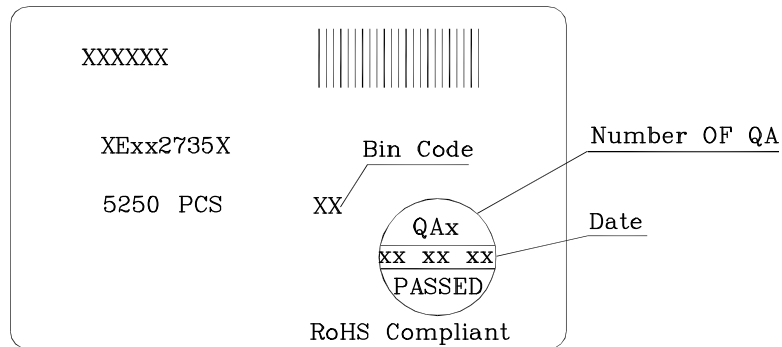 XXXXXX
XExx2735X
Bin Code
Number OF QA
5250 PCS
XX
QAx
Date
xx xx xx
PASSED
RoHS Compliant